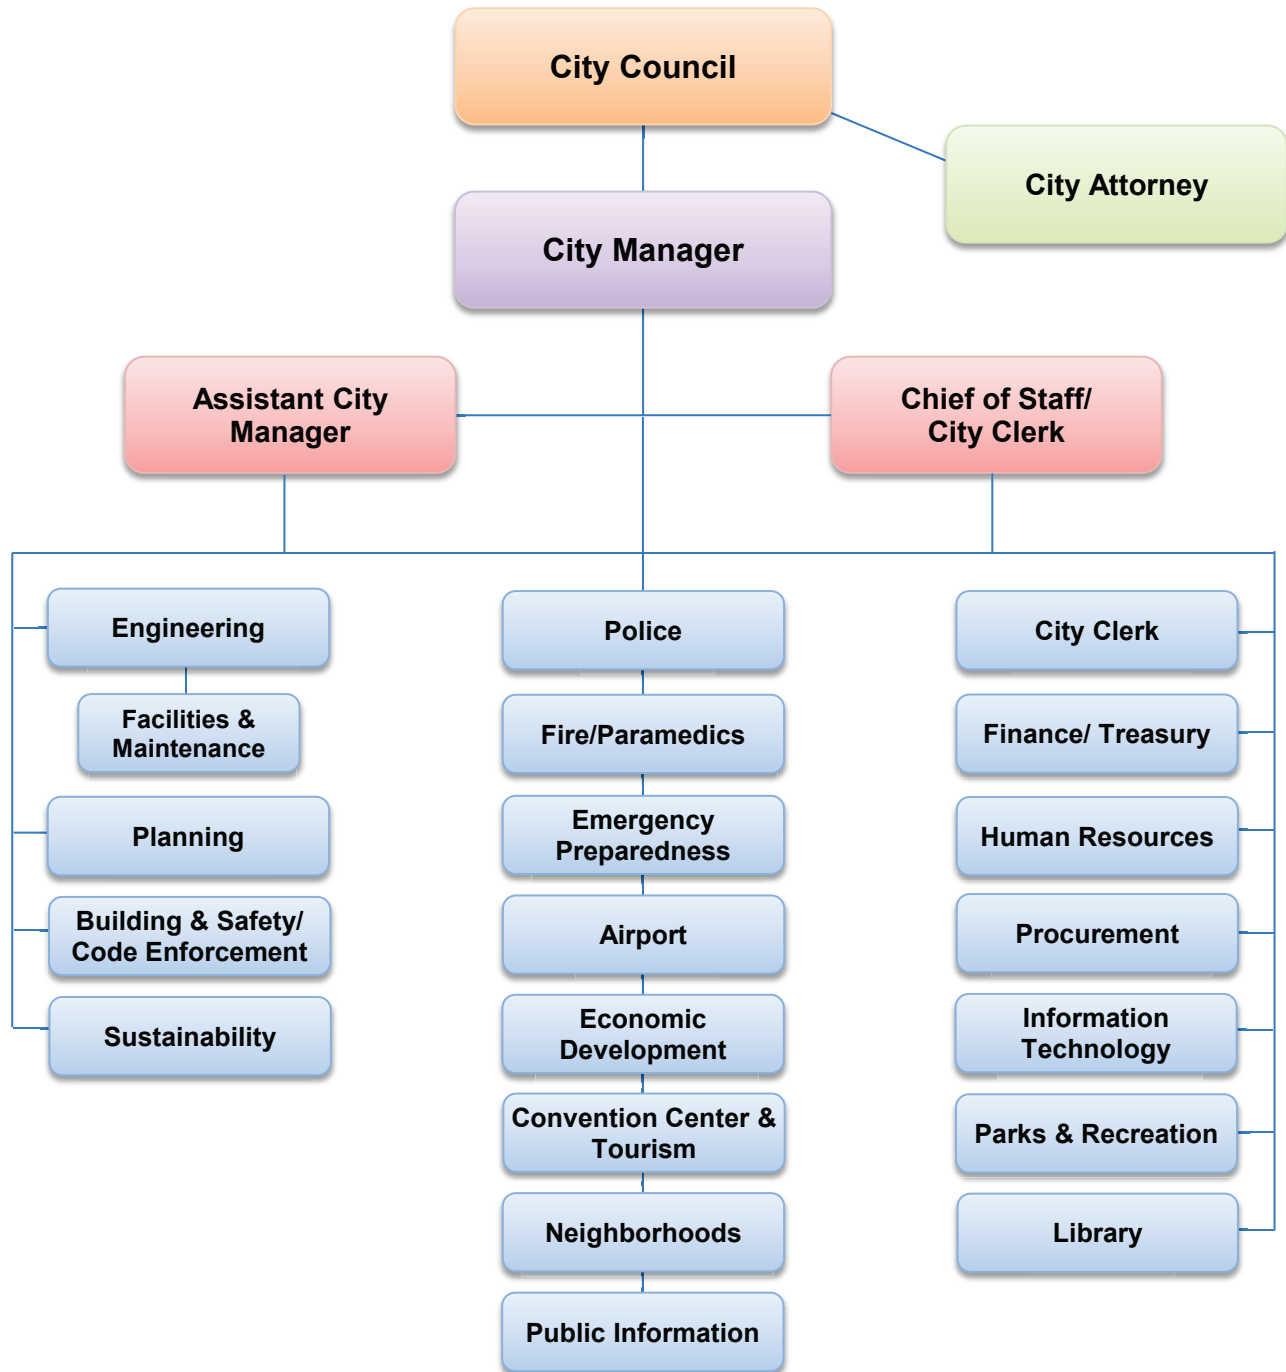 City Council
City Attorney
City Manager
Assistant City
Manager
Chief of Staff/
City Clerk
Engineering
Facilities &
Maintenance
Planning
Building & Safety/
Code Enforcement
Sustainability
Police
Fire/Paramedics
Emergency
Preparedness
Airport
Economic
Development
Convention Center &
Tourism
Neighborhoods
Public Information
City Clerk
Finance/ Treasury
Human Resources
Procurement
Information
Technology
Parks & Recreation
Library